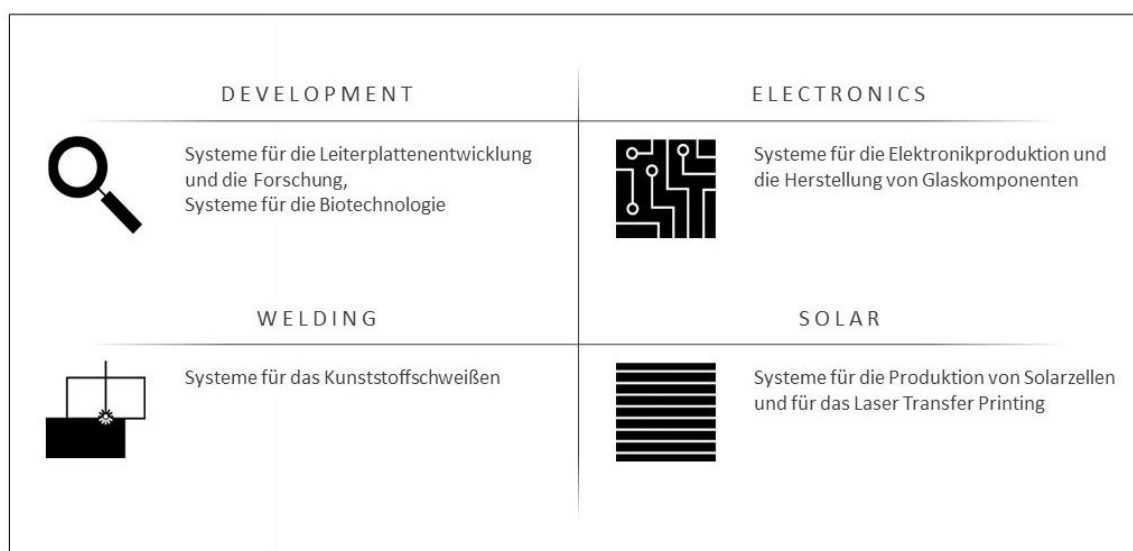 DEVELOPMENT
Systeme für die Leiterplattenentwicklung
und die Forschung,
Systeme für die Biotechnologie
ELECTRONICS
Systeme für die Elektronikproduktion und
die Herstellung von Glaskomponenten
WELDING
Systeme für das Kunststoffschweißen
SOLAR
Systeme für die Produktion von Solarzellen
und für das Laser Transfer Printing